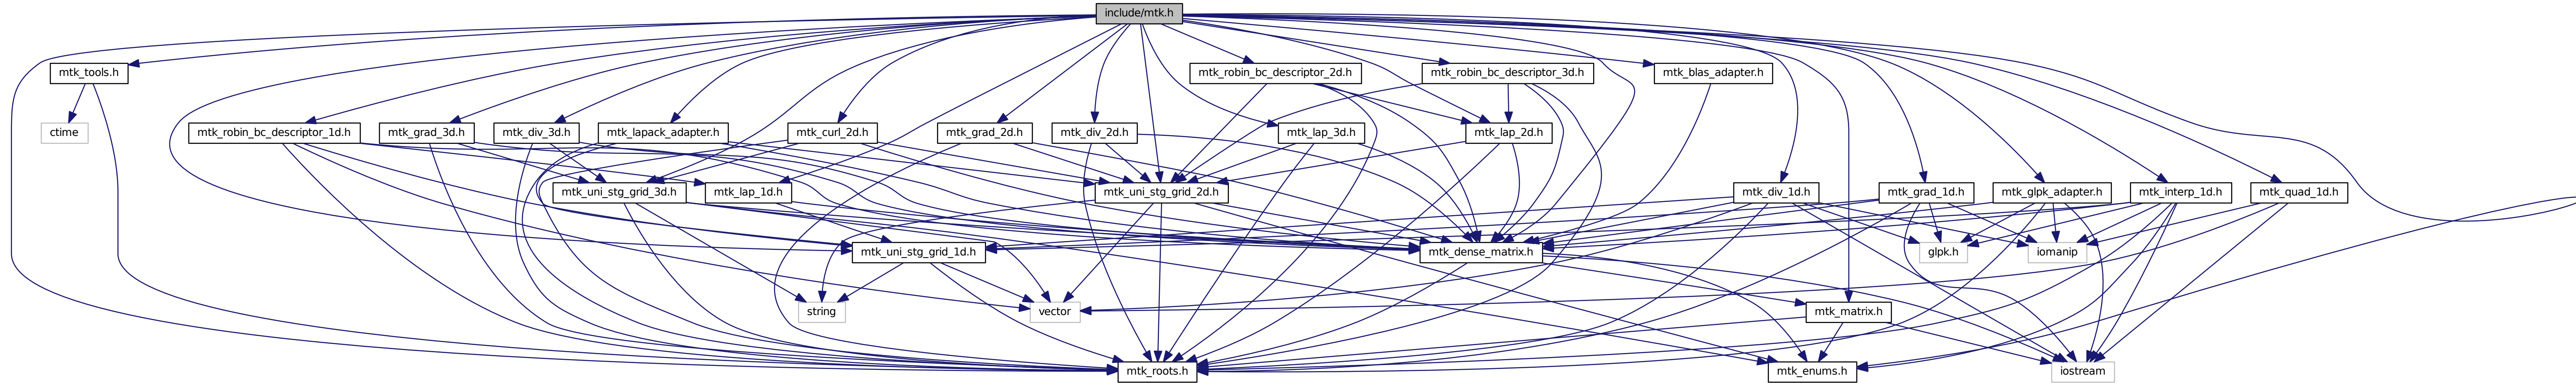 include/mtk.h
mtk_tools.h
mtk_robin_bc_descriptor_2d.h
mtk_robin_bc_descriptor_3d.h
mtk_blas_adapter.h
ctime
mtk_robin_bc_descriptor_1d.h
mtk_grad_3d.h
mtk_div_3d.h
mtk_lapack_adapter.h
mtk_curl_2d.h
mtk_grad_2d.h
mtk_div_2d.h
mtk_lap_3d.h
mtk_lap_2d.h
mtk_uni_stg_grid_3d.h
mtk_lap_1d.h
mtk_uni_stg_grid_2d.h
mtk_div_1d.h
mtk_grad_1d.h
mtk_glpk_adapter.h
mtk_interp_1d.h
mtk_quad_1d.h
mtk_uni_stg_grid_1d.h
mtk_dense_matrix.h
glpk.h
iomanip
string
vector
mtk_matrix.h
mtk_roots.h
mtk_enums.h
iostream